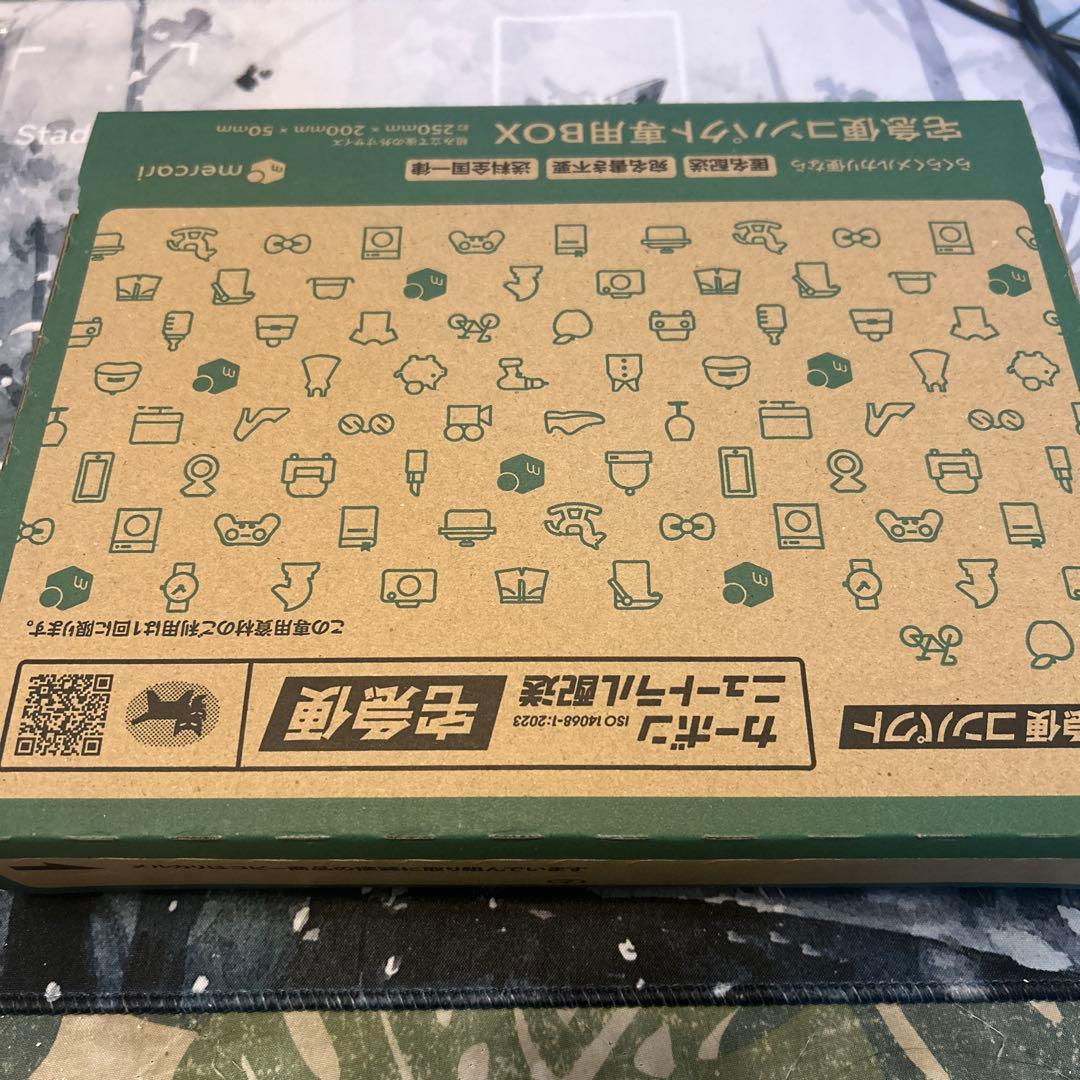 Stad
カーボン
ニュートラル配送
ISO 14068-1:2023
宅急便
急便 コンパクト
この専用資材のご利用は1回に限ります。
らくらくメルカリ便なら
匿名配送
宛名書き不要
送料全国一律
mercari
宅急便コンパクト専用BOX
組み立て後の外寸サイズ
約250mm × 200mm × 50mm